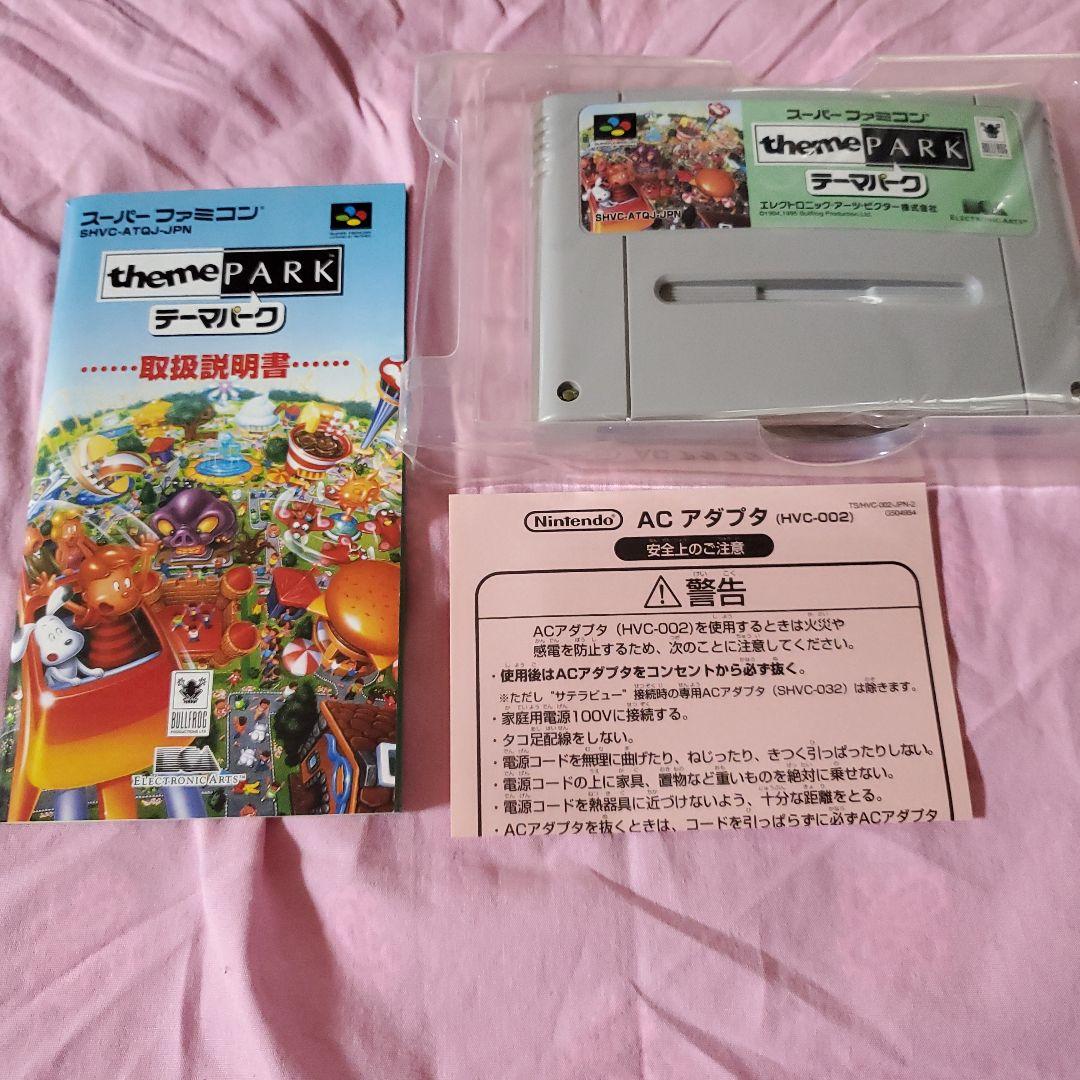 スーパーファミコン
SHVC-ATQJ-JPN
theme PARK™
テーマパーク
……取扱説明書……
BULLFROG
PRODUCTIONS LTD
ELECTRONIC ARTS™
スーパーファミコン
theme PARK
テーマパーク
エレクトロニック・アーツ・ビクター株式会社
©1994, 1995 Bullfrog Production Ltd.
SHVC-ATQJ-JPN
BULLFROG
ELECTRONIC ARTS™
TS/HVC-002-JPN-2
Nintendo ACアダプタ (HVC-002)
安全上のご注意
警告
ACアダプタ (HVC-002)を使用するときは火災や
感電を防止するため、次のことに注意してください。
・使用後はACアダプタをコンセントから必ず抜く。
※ただし“サテラビュー”接続時の専用ACアダプタ (SHVC-032) は除きます。
・家庭用電源100Vに接続する。
・タコ足配線をしない。
・電源コードを無理に曲げたり、ねじったり、きつく引っぱったりしない。
・電源コードの上に家具、置物など重いものを絶対に乗せない。
・電源コードを熱器具に近づけないよう、十分な距離をとる。
・ACアダプタを抜くときは、コードを引っぱらずに必ずACアダプタ